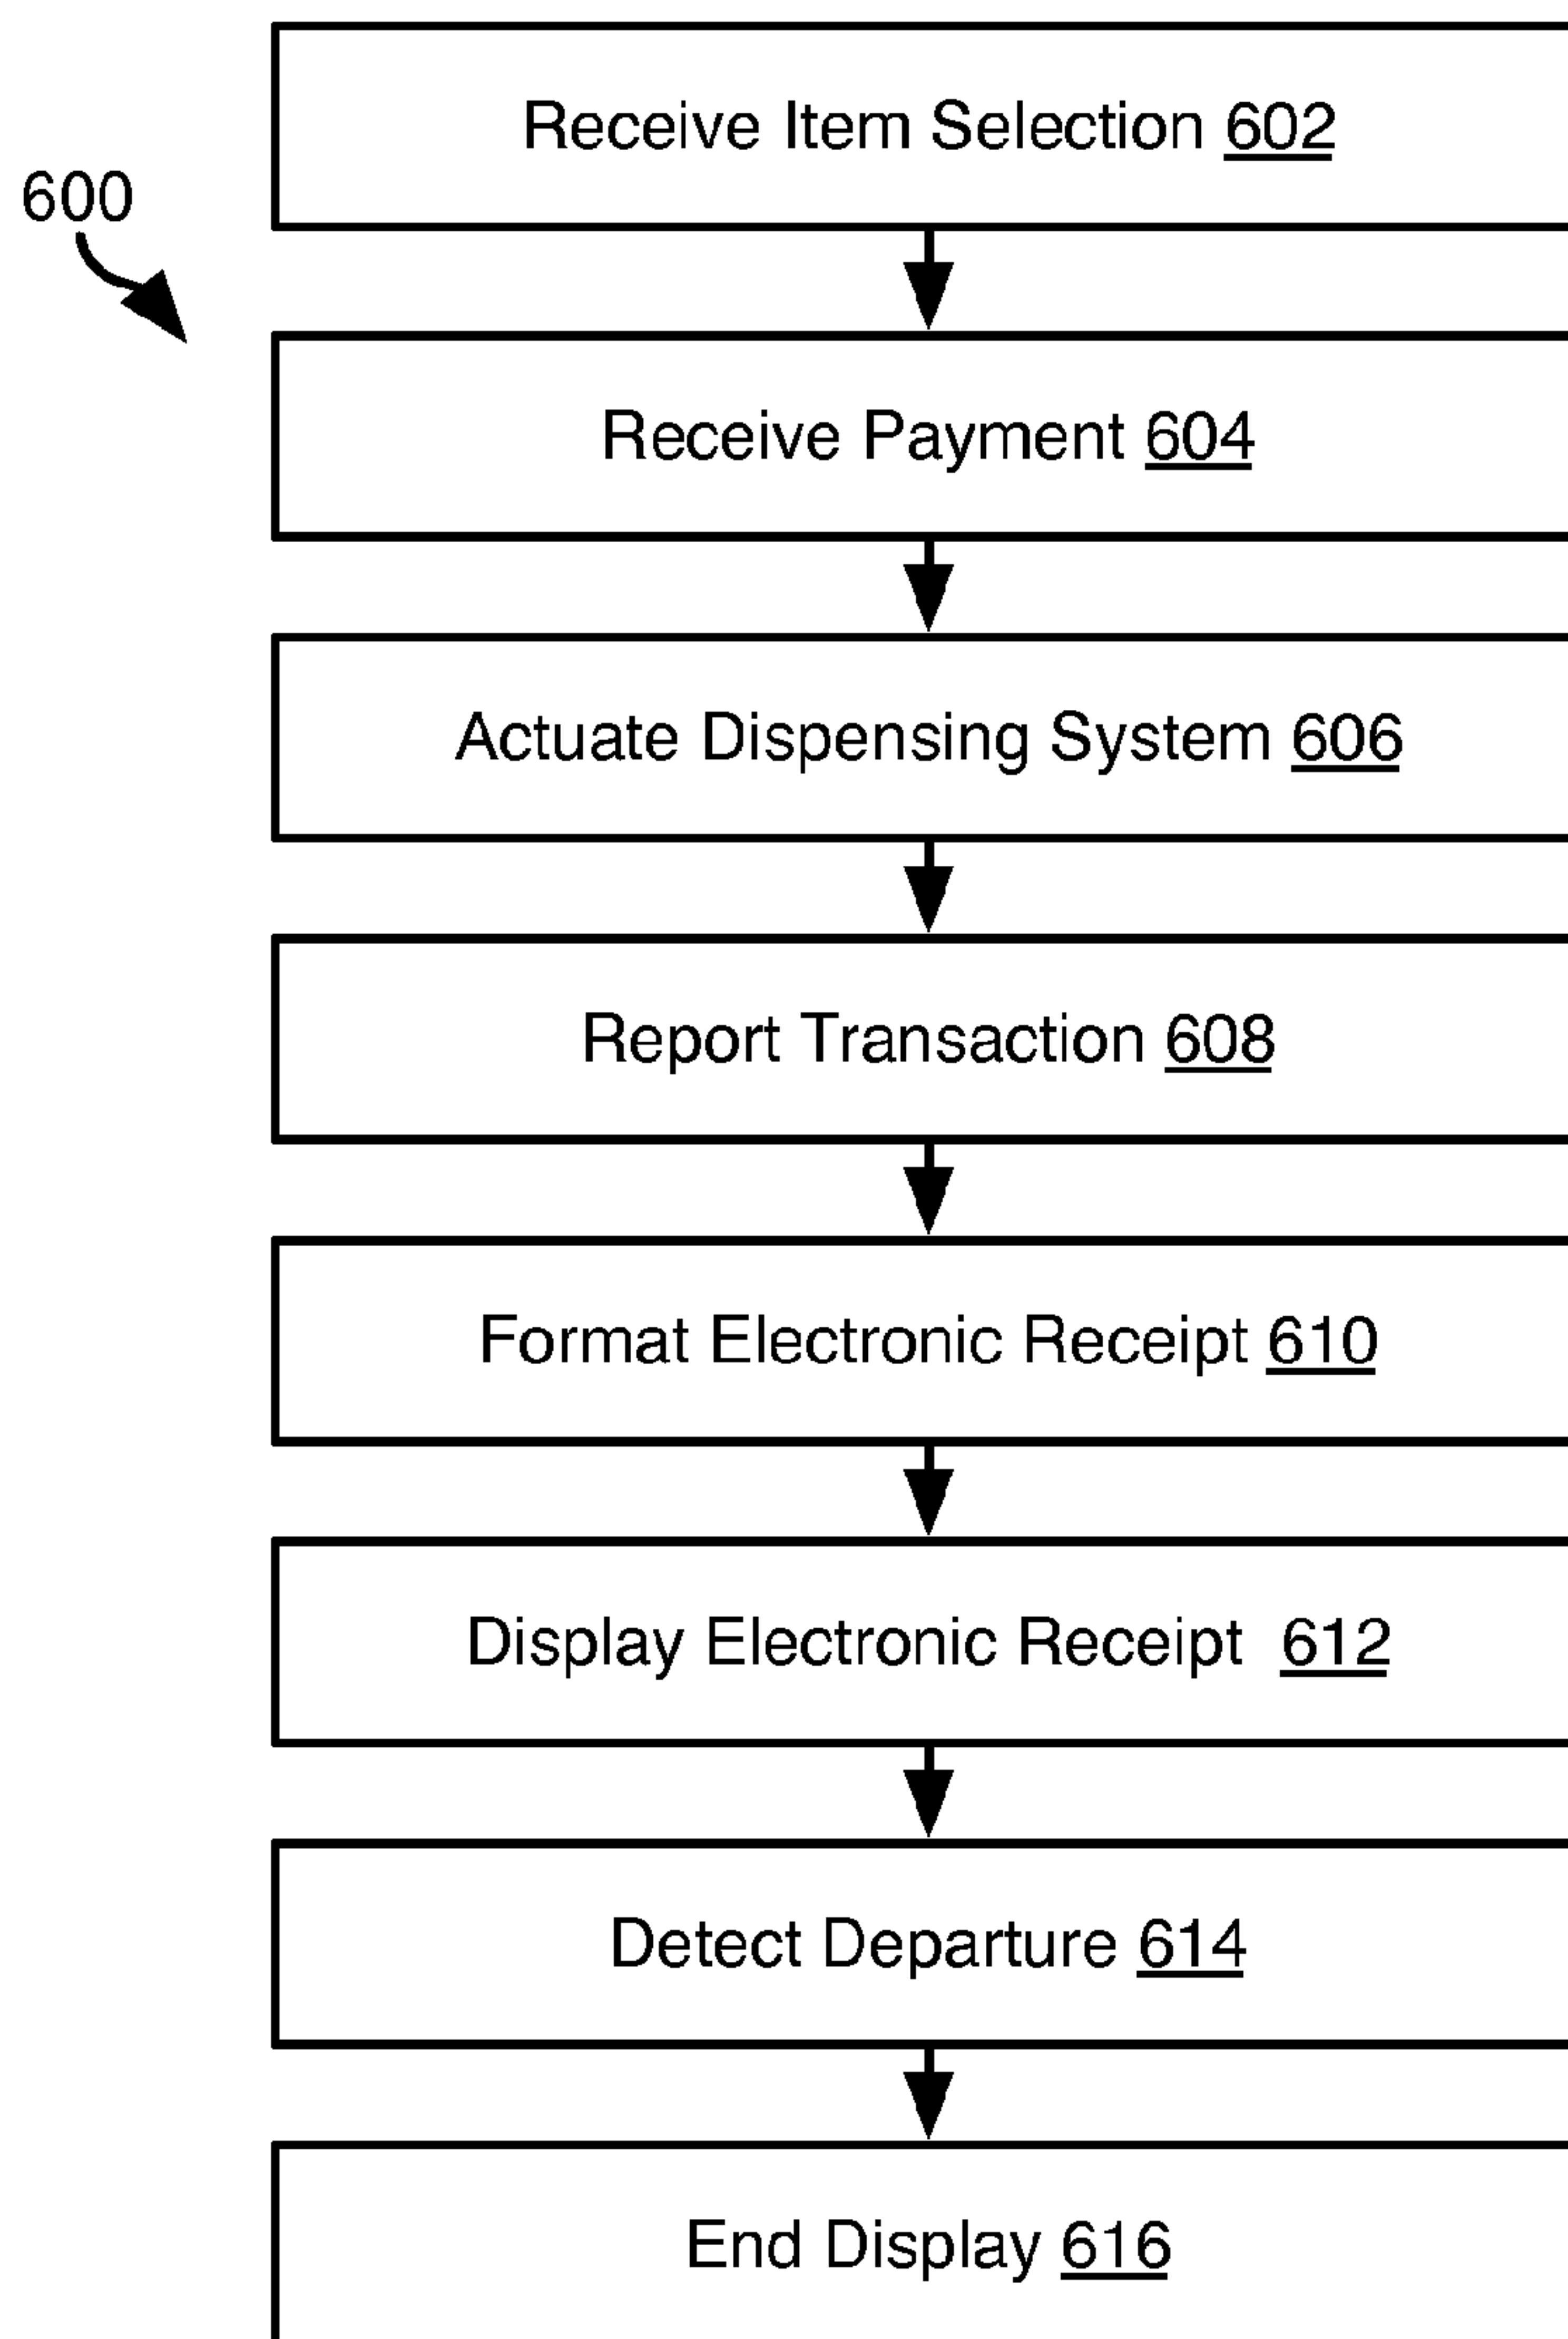 Receive Item Selection 602
600
Receive Payment 604
Actuate Dispensing System 606
Report Transaction 608
Format Electronic Receipt 610
Display Electronic Receipt 612
Detect Departure 614
End Display 616